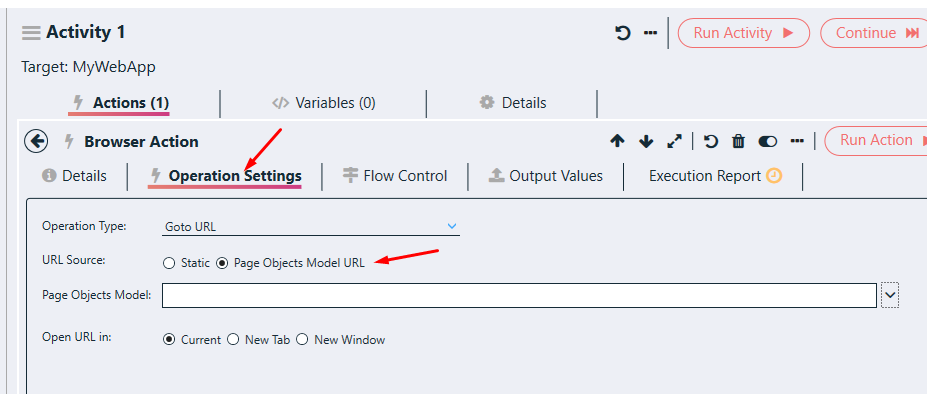 Activity 1 Run Activity Continue
Target: MyWebApp
Actions (1) Variables (0) Details
Browser Action Run Action
Details Operation Settings Flow Control Output Values Execution Report
Operation Type: Goto URL
URL Source: Static Page Objects Model URL
Page Objects Model:
Open URL in: Current New Tab New Window